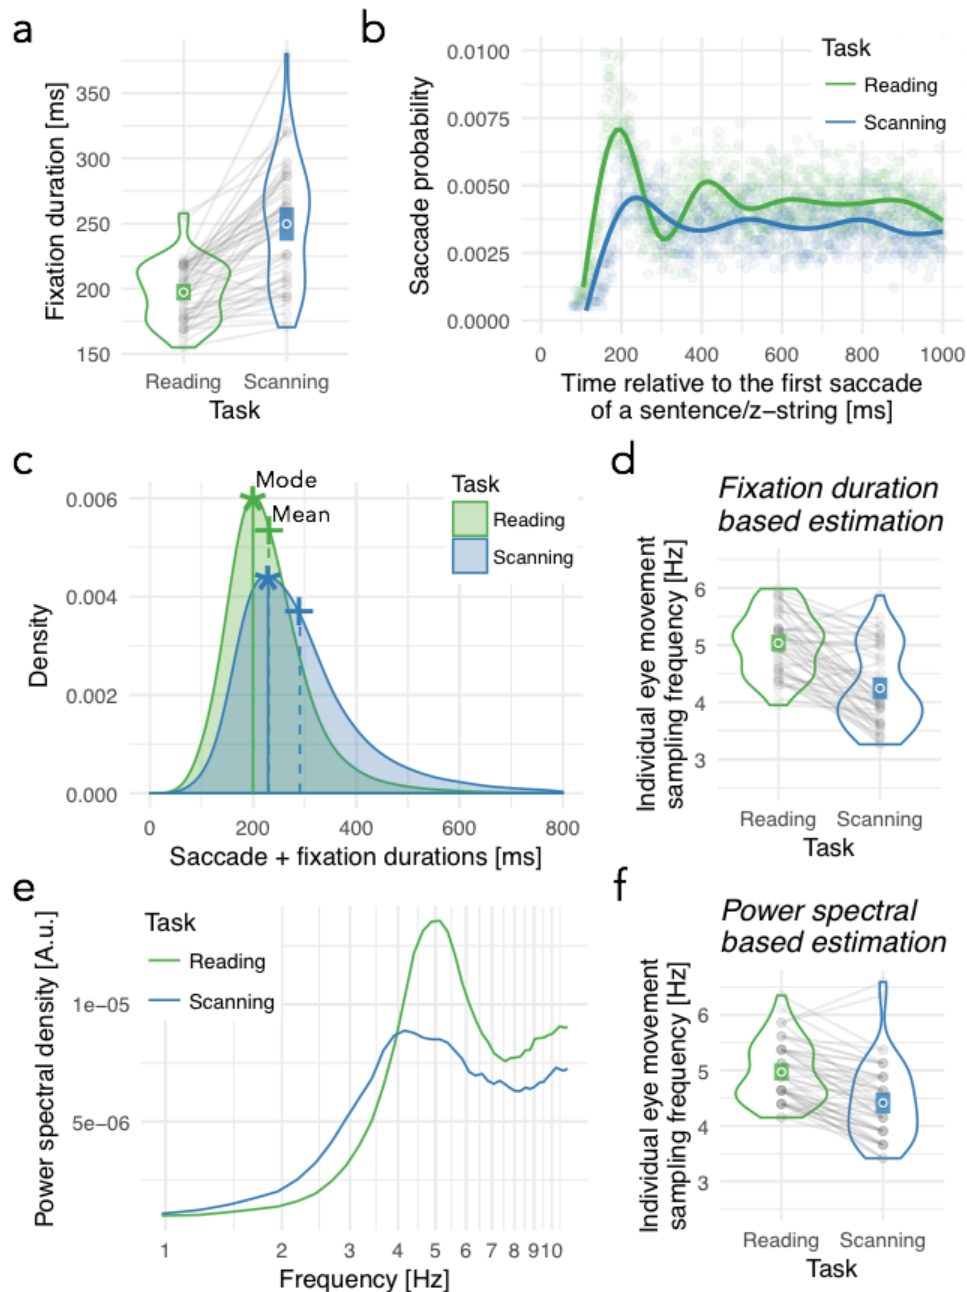 a
Fixation duration [ms]
350
300
250
200
150
Reading
Scanning
Task
b
Saccade probability
0.0100
0.0075
0.0050
0.0025
0.0000
Task
Reading
Scanning
0
200
400
600
800
1000
Time relative to the first saccade
of a sentence/z−string [ms]
c
Density
0.006
0.004
0.002
0.000
Mode
Mean
Task
Reading
Scanning
0
200
400
600
800
Saccade + fixation durations [ms]
d
Fixation duration
based estimation
Individual eye movement
sampling frequency [Hz]
6
5
4
3
Reading
Scanning
Task
e
Power spectral density [A.u.]
Task
Reading
Scanning
1e−05
5e−06
1
2
3
4
5
6
7
8
9
10
Frequency [Hz]
f
Power spectral
based estimation
Individual eye movement
sampling frequency [Hz]
6
5
4
3
Reading
Scanning
Task